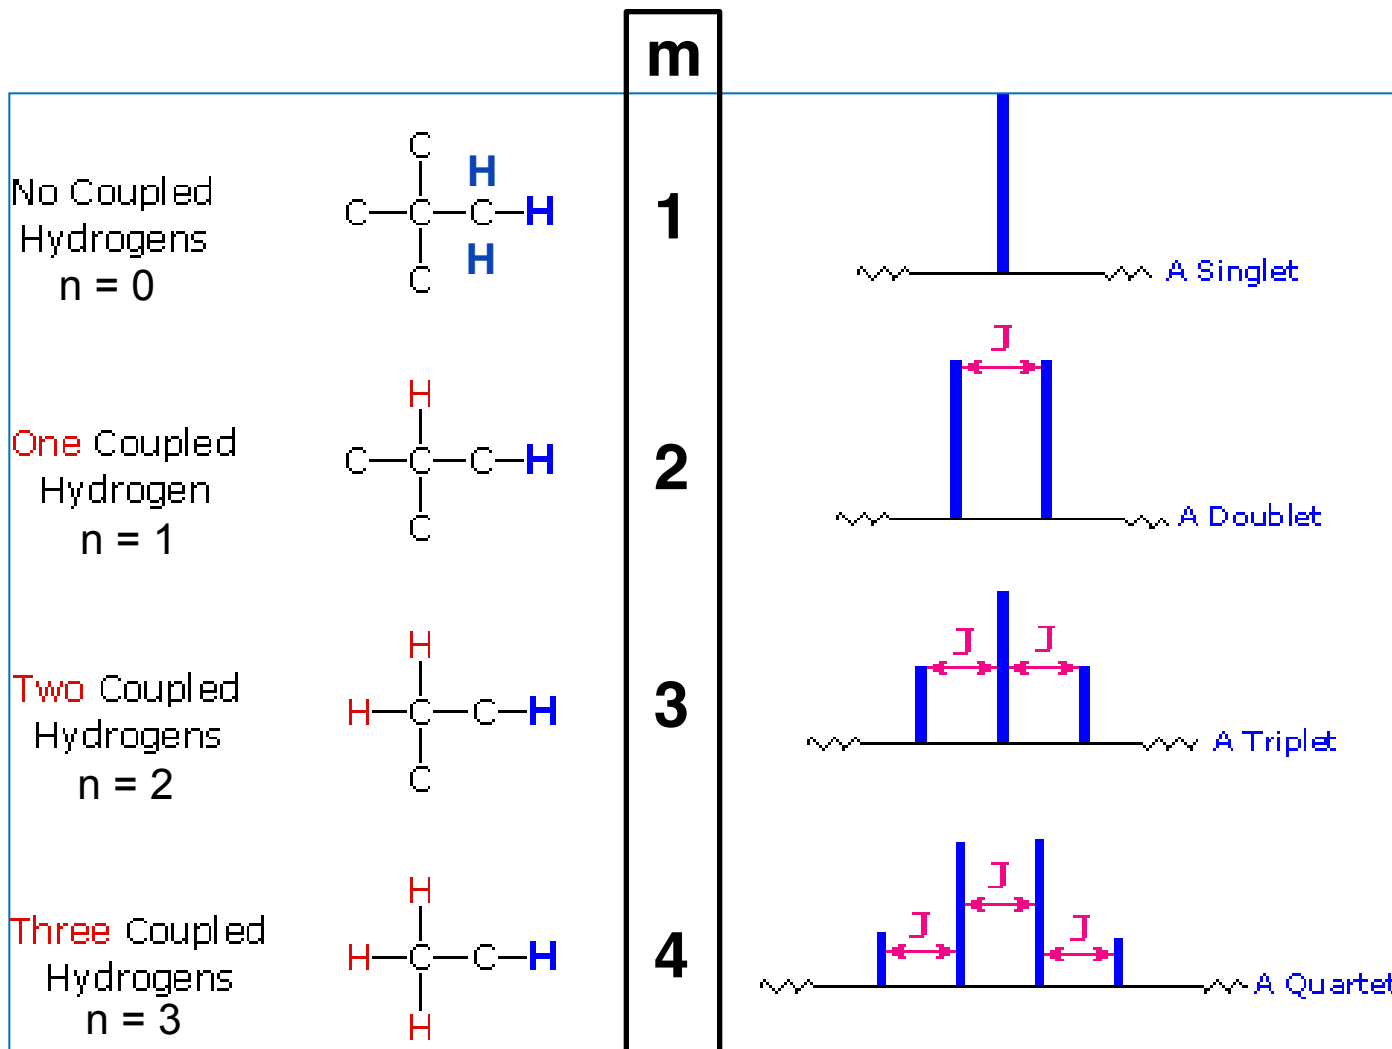 m
No Coupled
Hydrogens
n = 0
C
H
C C C H
H
C
1
A Singlet
One Coupled
Hydrogen
n = 1
H
C C C H
C
2
J
A Doublet
Two Coupled
Hydrogens
n = 2
H
H C C H
C
3
J J
A Triplet
Three Coupled
Hydrogens
n = 3
H
H C C H
H
4
J J J
A Quartet